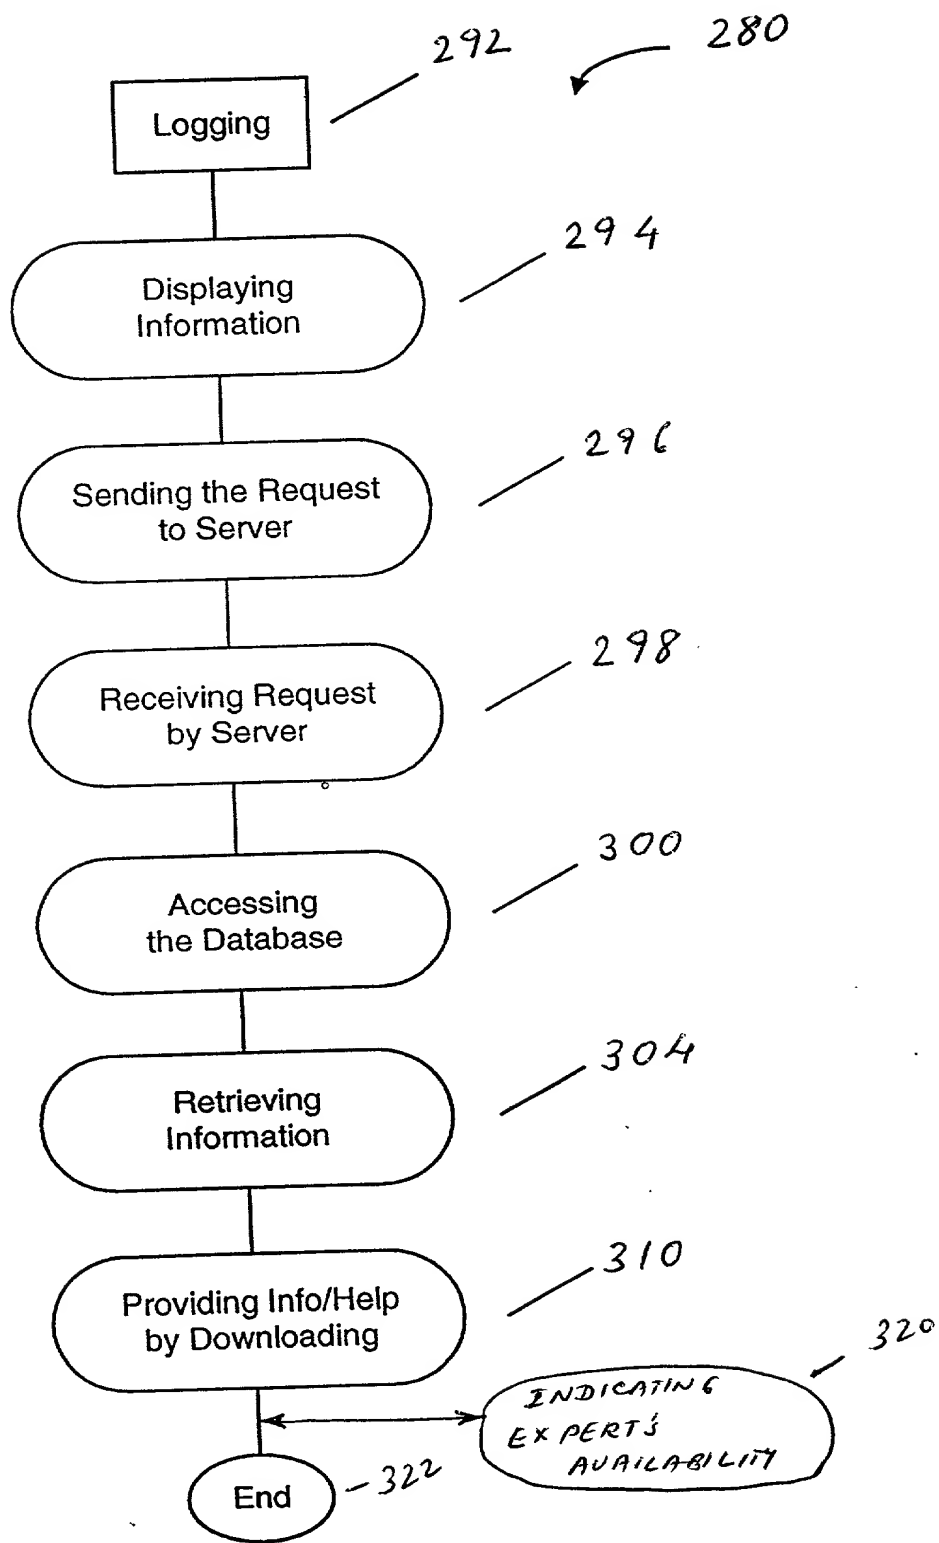 292
280
Logging
294
Displaying
Information
296
Sending the Request
to Server
298
Receiving Request
by Server
300
Accessing
the Database
304
Retrieving
Information
310
Providing Info/Help
by Downloading
320
INDICATING
EXPERT'S
AVAILABILITY
End
322